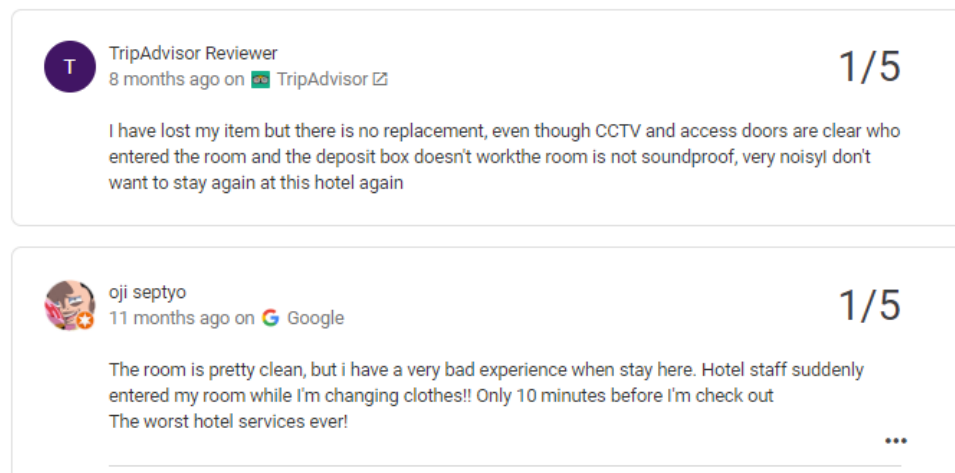 T
TripAdvisor Reviewer
1/5
8 months ago on TripAdvisor
I have lost my item but there is no replacement, even though CCTV and access doors are clear who
entered the room and the deposit box doesn't workthe room is not soundproof, very noisyI don't
want to stay again at this hotel again
oji septyo
1/5
11 months ago on Google
The room is pretty clean, but i have a very bad experience when stay here. Hotel staff suddenly
entered my room while I'm changing clothes!! Only 10 minutes before I'm check out
The worst hotel services ever!